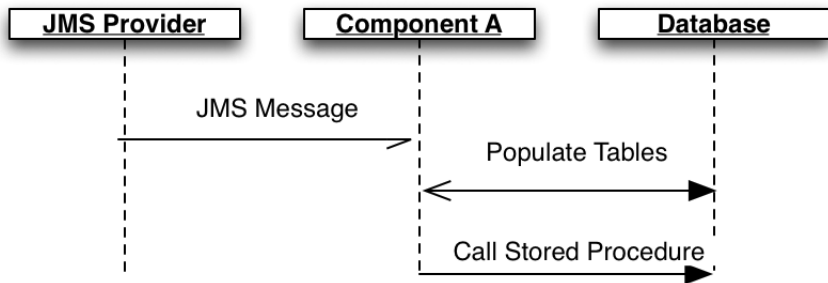 JMS Provider
Component A
Database
JMS Message
Populate Tables
Call Stored Procedure